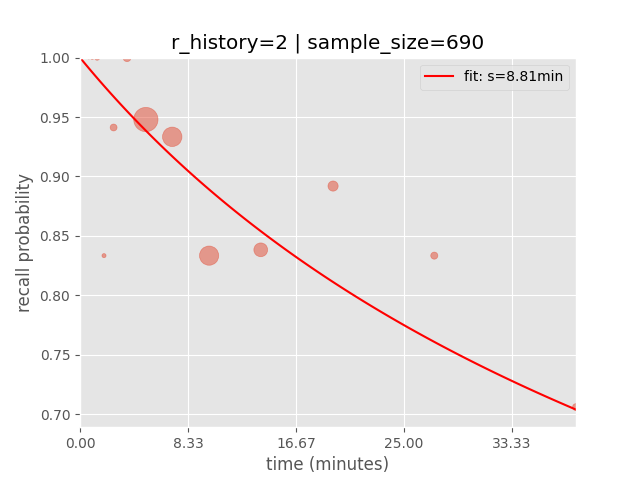 r_history=2 | sample_size=690
fit: s=8.81min
recall probability
1.00
0.95
0.90
0.85
0.80
0.75
0.70
0.00 8.33 16.67 25.00 33.33
time (minutes)